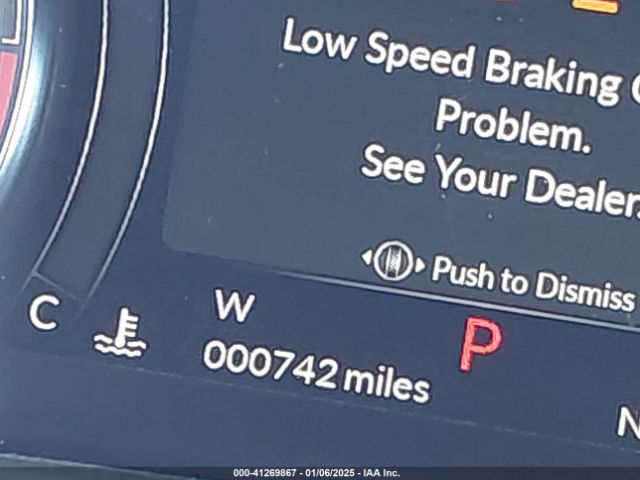 Low Speed Braking
Problem.
See Your Dealer.
Push to Dismiss
C
W
P
000742 miles
N
000-41269867 - 01/06/2025 - IAA Inc.